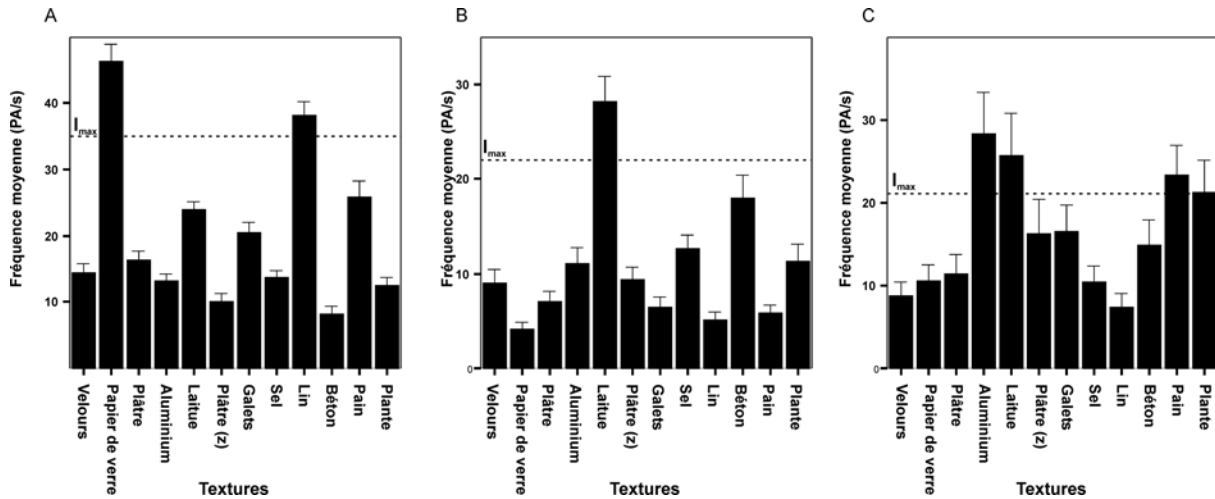 A
Fréquence moyenne (PA/s)
40
30
20
10
Imax
Velours
Papier de verre
Plâtre
Aluminium
Laitue
Plâtre (z)
Galets
Sel
Lin
Béton
Pain
Plante
Textures
B
Fréquence moyenne (PA/s)
30
20
10
0
Imax
Velours
Papier de verre
Plâtre
Aluminium
Laitue
Plâtre (z)
Galets
Sel
Lin
Béton
Pain
Plante
Textures
C
Fréquence moyenne (PA/s)
30
20
10
0
Imax
Velours
Papier de verre
Plâtre
Aluminium
Laitue
Plâtre (z)
Galets
Sel
Lin
Béton
Pain
Plante
Textures